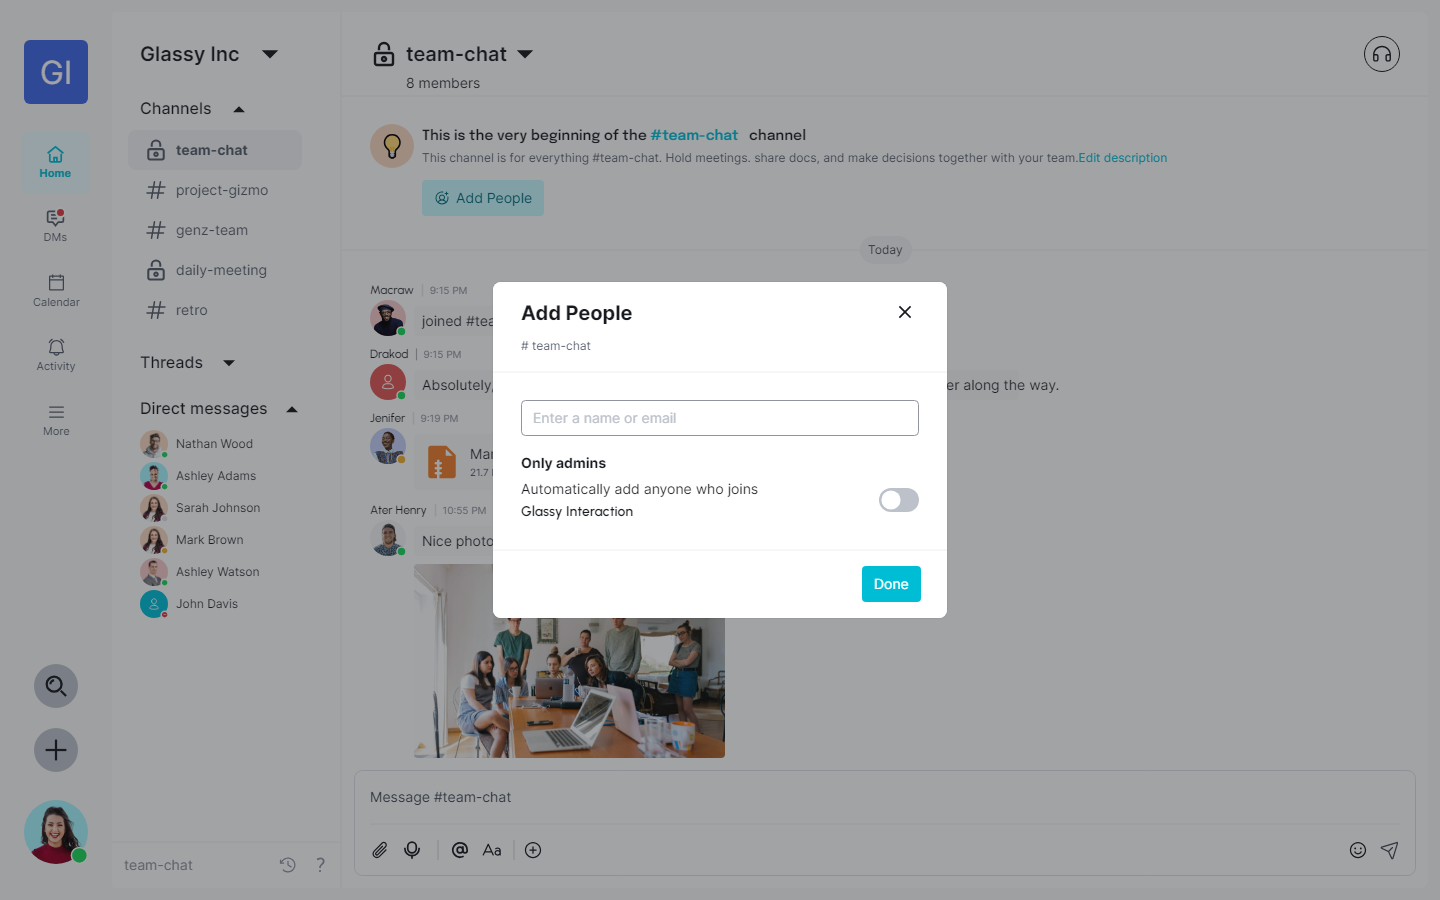 GI
Home
DMs
Calendar
Activity
More
Glassy Inc
Channels
team-chat
project-gizmo
genz-team
daily-meeting
retro
Threads
Direct messages
Nathan Wood
Ashley Adams
Sarah Johnson
Mark Brown
Ashley Watson
John Davis
team-chat
?
team-chat
8 members
This is the very beginning of the #team-chat channel
This channel is for everything #team-chat. Hold meetings. share docs, and make decisions together with your team.Edit description
Add People
Today
Macraw | 9:15 PM
joined #tea
Drakod | 9:15 PM
Absolutely, er along the way.
Jenifer | 9:19 PM
Mar
21.7
Ater Henry | 10:55 PM
Nice photo
Add People
# team-chat
Enter a name or email
Only admins
Automatically add anyone who joins
Glassy Interaction
Done
Message #team-chat
@ Aa